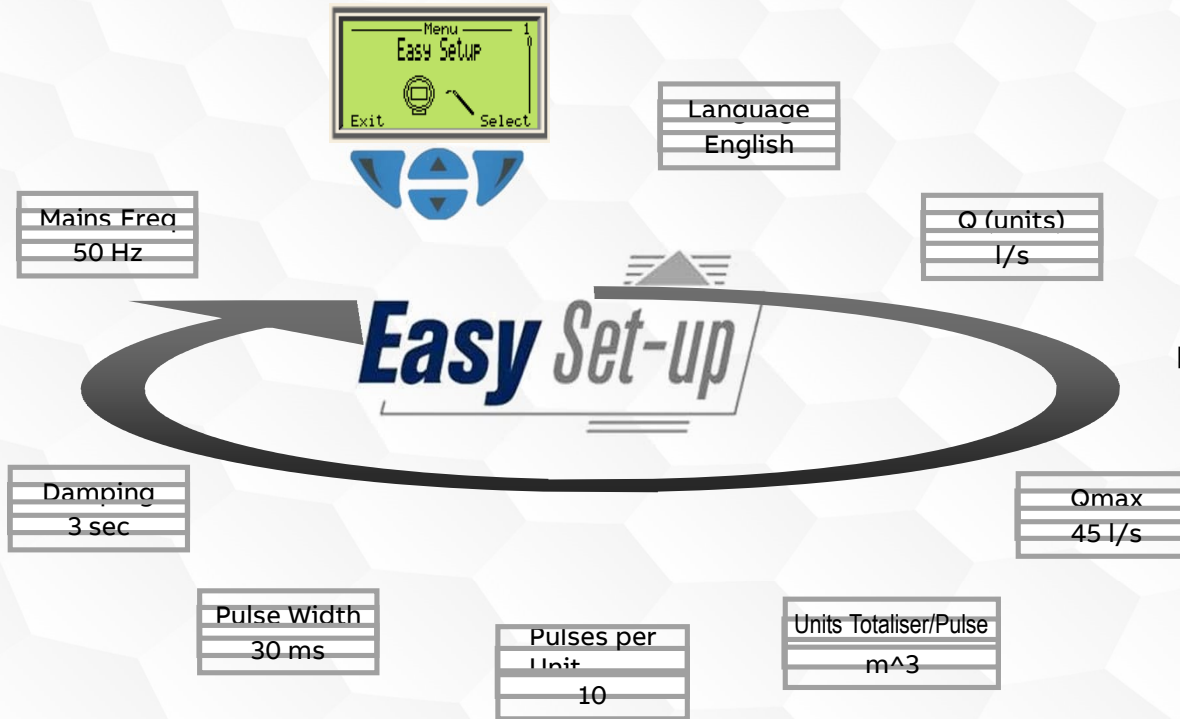 Menu 1
Easy Setup
Exit Select
Language
English
Mains Freq
50 Hz
Q (units)
l/s
Easy Set-up
Damping
3 sec
Qmax
45 l/s
Pulse Width
30 ms
Pulses per
Unit
10
Units Totaliser/Pulse
m^3